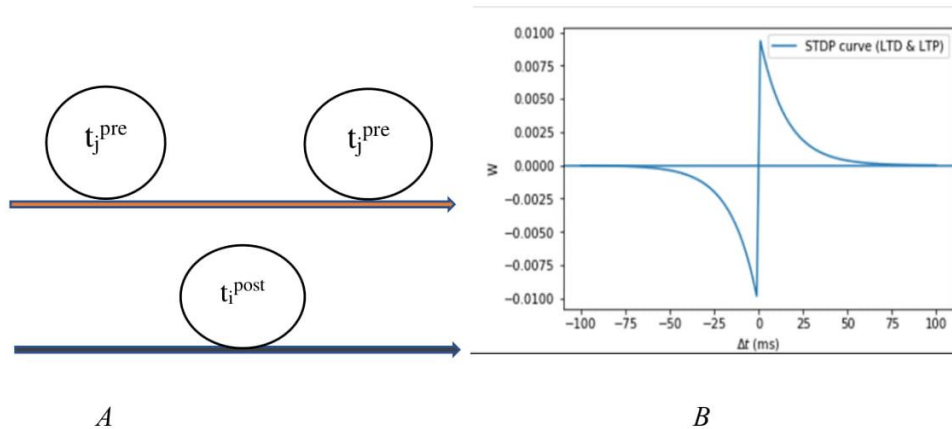 t_j^pre
t_j^pre
t_i^post
A
STDP curve (LTD & LTP)
0.0100
0.0075
0.0050
0.0025
0.0000
−0.0025
−0.0050
−0.0075
−0.0100
W
−100
−75
−50
−25
0
25
50
75
100
Δt (ms)
B